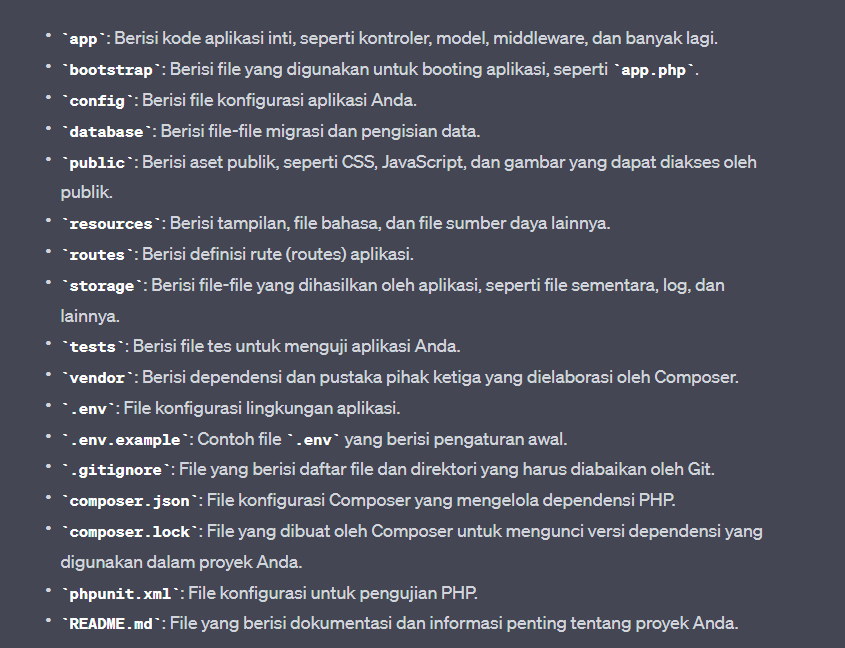 • `app`: Berisi kode aplikasi inti, seperti kontroler, model, middleware, dan banyak lagi.
• `bootstrap`: Berisi file yang digunakan untuk booting aplikasi, seperti `app.php`.
• `config`: Berisi file konfigurasi aplikasi Anda.
• `database`: Berisi file-file migrasi dan pengisian data.
• `public`: Berisi aset publik, seperti CSS, JavaScript, dan gambar yang dapat diakses oleh
publik.
• `resources`: Berisi tampilan, file bahasa, dan file sumber daya lainnya.
• `routes`: Berisi definisi rute (routes) aplikasi.
• `storage`: Berisi file-file yang dihasilkan oleh aplikasi, seperti file sementara, log, dan
lainnya.
• `tests`: Berisi file tes untuk menguji aplikasi Anda.
• `vendor`: Berisi dependensi dan pustaka pihak ketiga yang dielaborasi oleh Composer.
• `.env`: File konfigurasi lingkungan aplikasi.
• `.env.example`: Contoh file `.env` yang berisi pengaturan awal.
• `.gitignore`: File yang berisi daftar file dan direktori yang harus diabaikan oleh Git.
• `composer.json`: File konfigurasi Composer yang mengelola dependensi PHP.
• `composer.lock`: File yang dibuat oleh Composer untuk mengunci versi dependensi yang
digunakan dalam proyek Anda.
• `phpunit.xml`: File konfigurasi untuk pengujian PHP.
• `README.md`: File yang berisi dokumentasi dan informasi penting tentang proyek Anda.